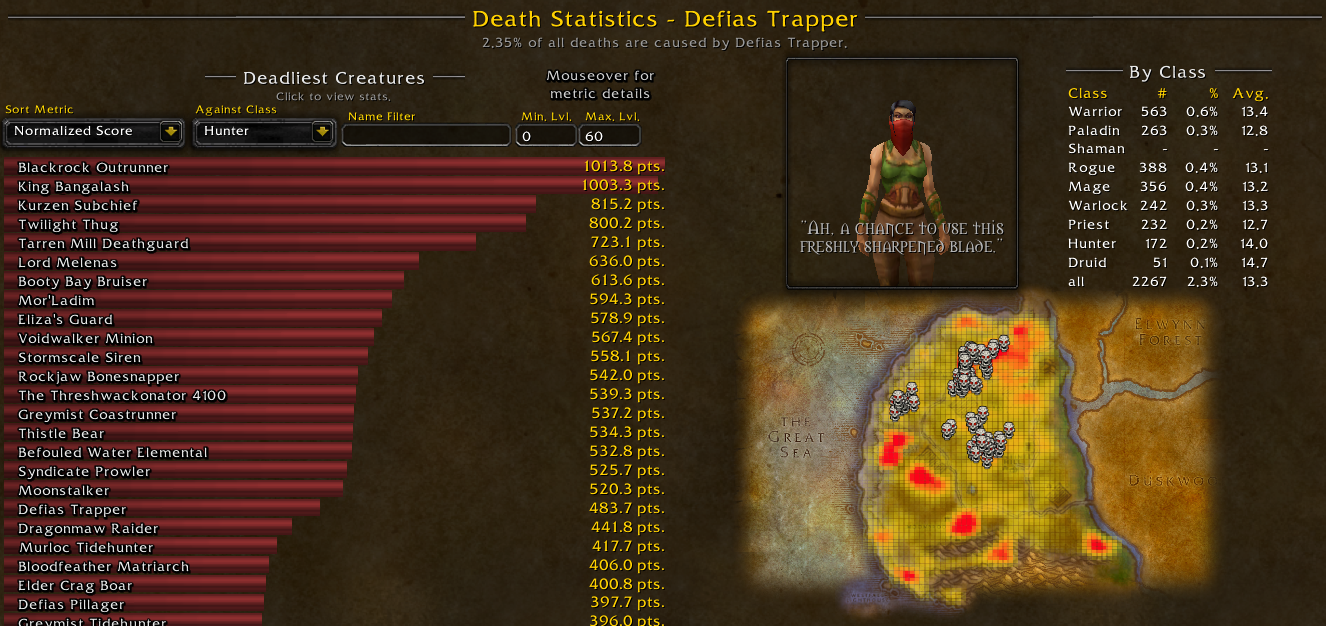 Death Statistics - Defias Trapper
2.35% of all deaths are caused by Defias Trapper.
Deadliest Creatures
Click to view stats.
Mouseover for
metric details
Sort Metric
Against Class
Name Filter
Min. Lvl.
Max. Lvl.
Normalized Score
Hunter
0
60
Blackrock Outrunner 1013.8 pts.
King Bangalash 1003.3 pts.
Kurzen Subchief 815.2 pts.
Twilight Thug 800.2 pts.
Tarren Mill Deathguard 723.1 pts.
Lord Melenas 636.0 pts.
Booty Bay Bruiser 613.6 pts.
Mor'Ladim 594.3 pts.
Eliza's Guard 578.9 pts.
Voidwalker Minion 567.4 pts.
Stormscale Siren 558.1 pts.
Rockjaw Bonesnapper 542.0 pts.
The Threshwackonator 4100 539.3 pts.
Greymist Coastrunner 537.2 pts.
Thistle Bear 534.3 pts.
Befouled Water Elemental 532.8 pts.
Syndicate Prowler 525.7 pts.
Moonstalker 520.3 pts.
Defias Trapper 483.7 pts.
Dragonmaw Raider 441.8 pts.
Murloc Tidehunter 417.7 pts.
Bloodfeather Matriarch 406.0 pts.
Elder Crag Boar 400.8 pts.
Defias Pillager 397.7 pts.
Greymist Tidehunter 396.0 pts.
"Ah, a chance to use this
freshly sharpened blade."
By Class
Class # % Avg.
Warrior 563 0.6% 13.4
Paladin 263 0.3% 12.8
Shaman - - -
Rogue 388 0.4% 13.1
Mage 356 0.4% 13.2
Warlock 242 0.3% 13.3
Priest 232 0.2% 12.7
Hunter 172 0.2% 14.0
Druid 51 0.1% 14.7
all 2267 2.3% 13.3
Elwynn
Forest
The
Great
Sea